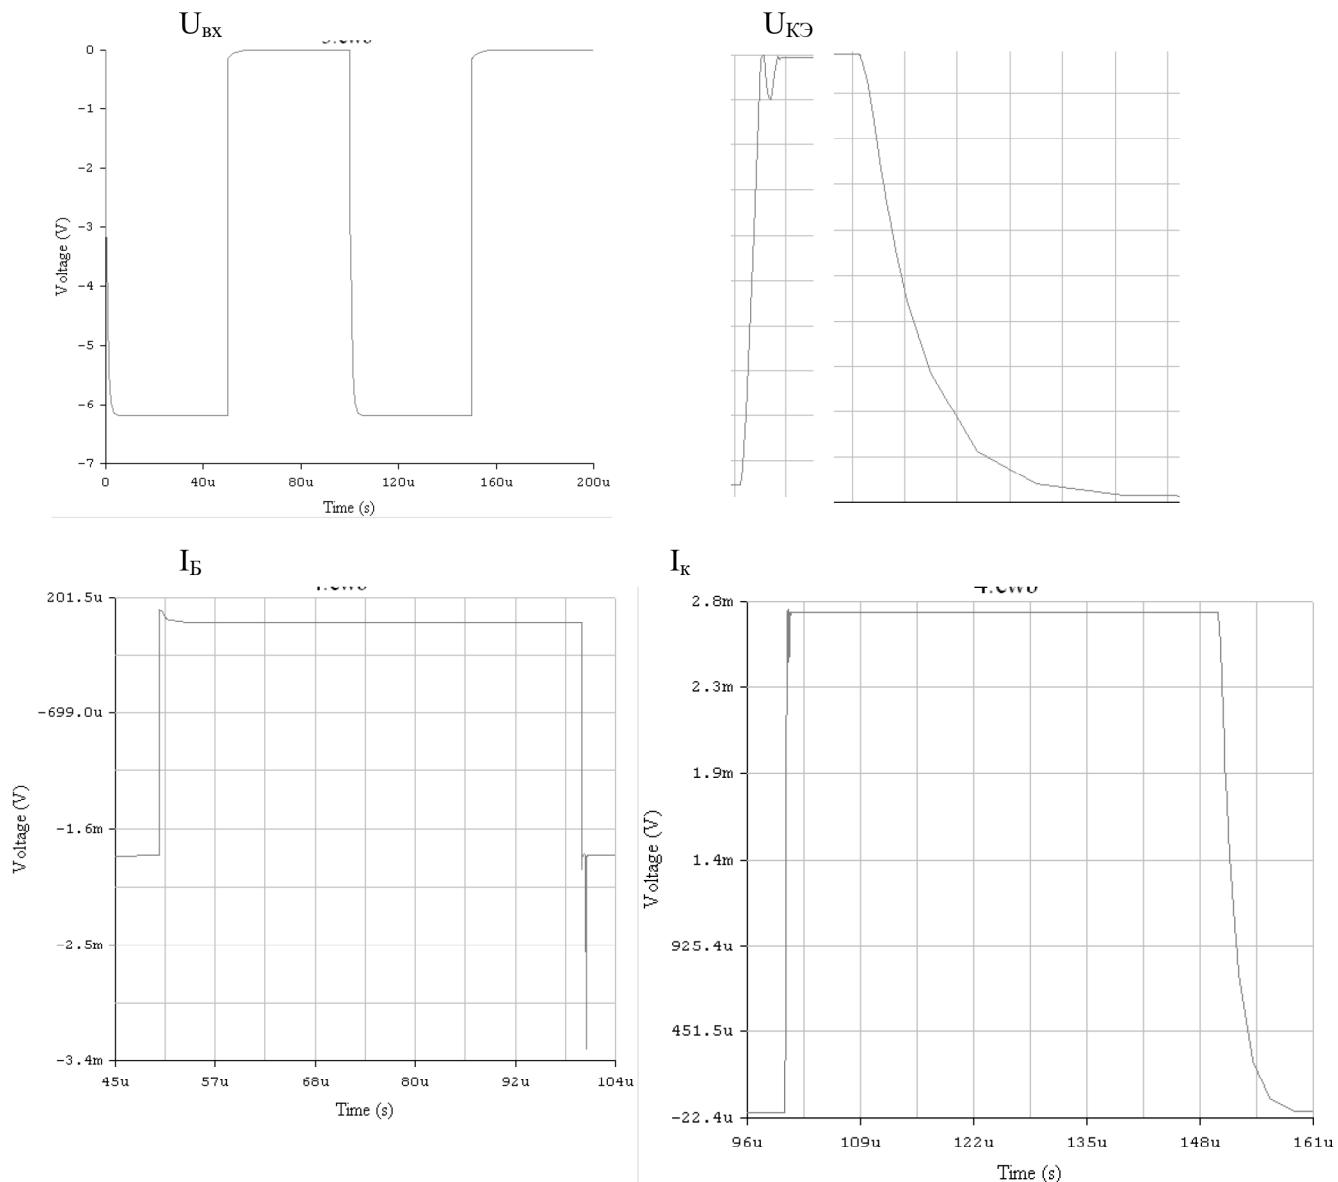 Uвх
UКЭ
0
-1
-2
-3
-4
-5
-6
-7
Voltage (V)
0 40u 80u 120u 160u 200u
Time (s)
IБ
Iк
201.5u
-699.0u
-1.6m
-2.5m
-3.4m
Voltage (V)
45u 57u 68u 80u 92u 104u
Time (s)
2.8m
2.3m
1.9m
1.4m
925.4u
451.5u
-22.4u
Voltage (V)
96u 109u 122u 135u 148u 161u
Time (s)